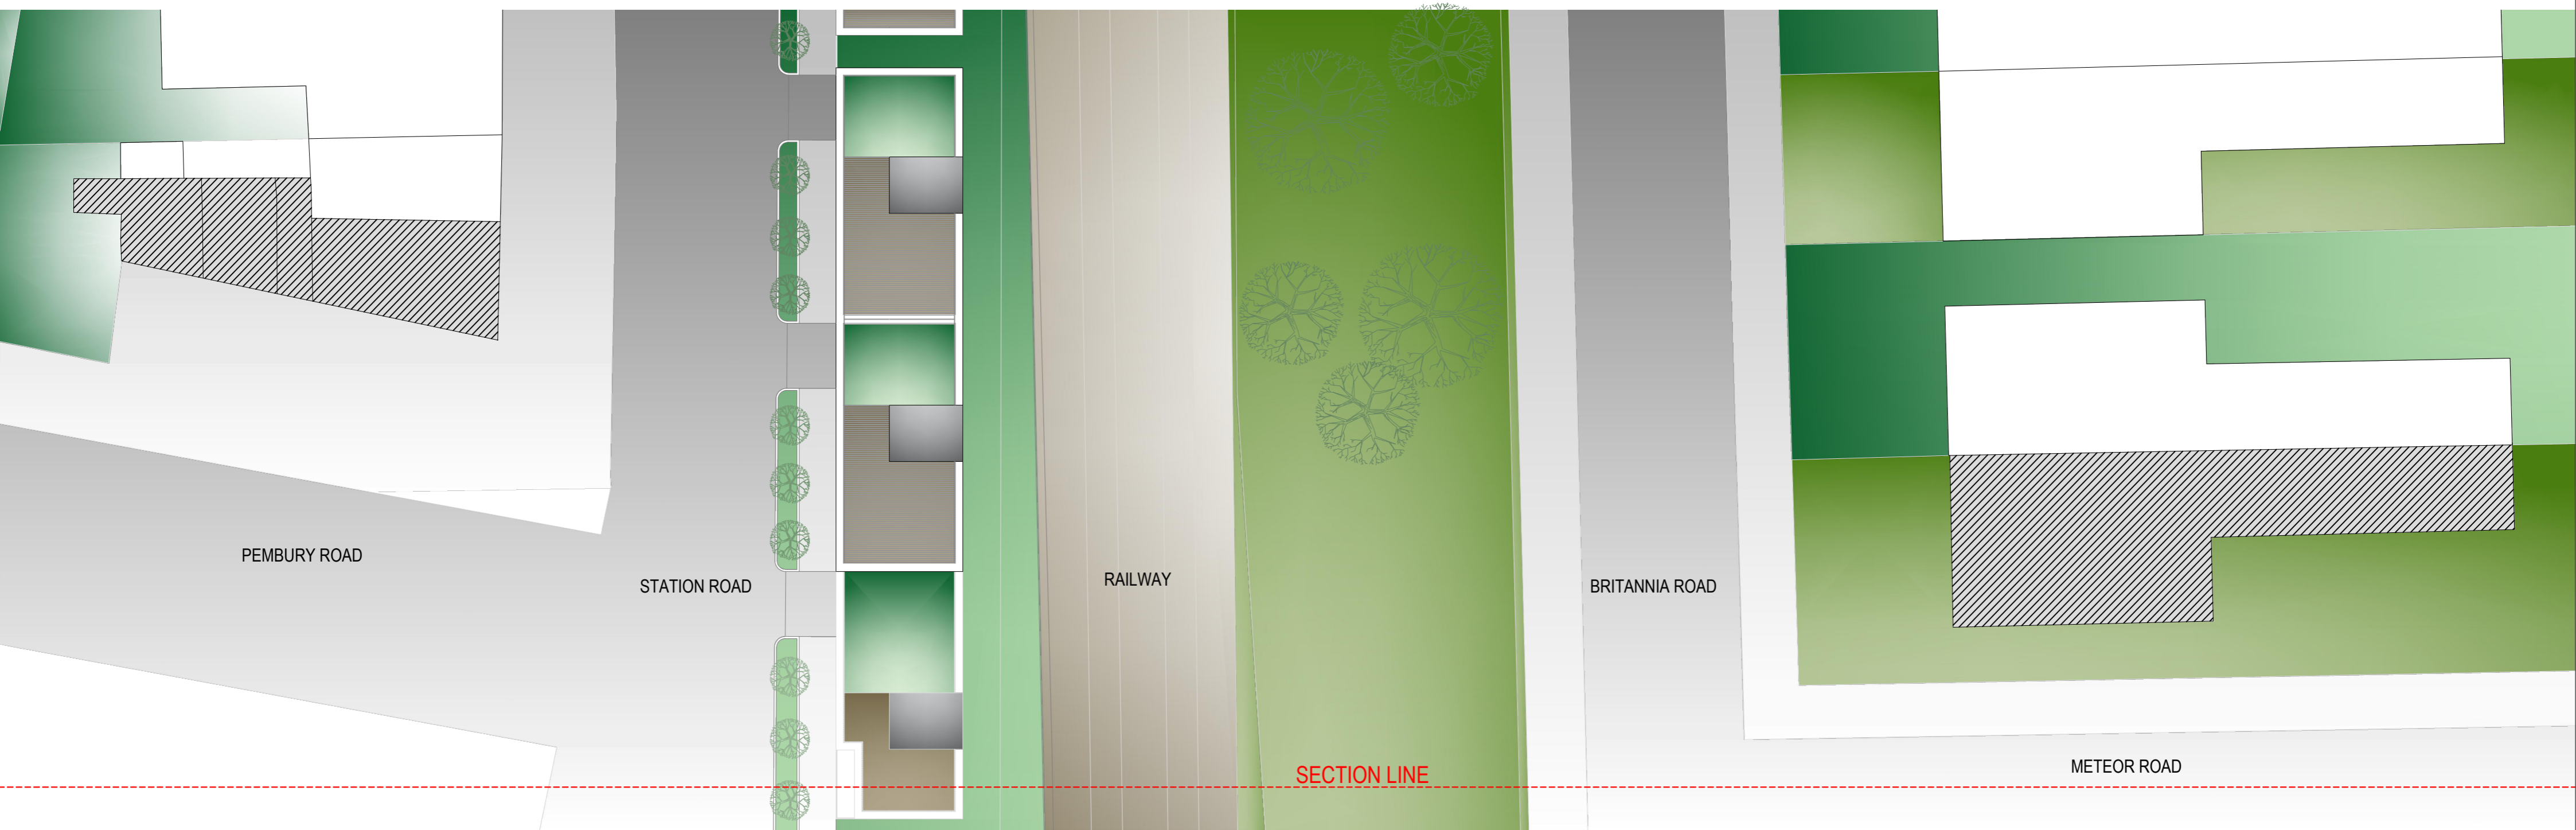 PEMBURY ROAD
STATION ROAD
RAILWAY
BRITANNIA ROAD
SECTION LINE
METEOR ROAD